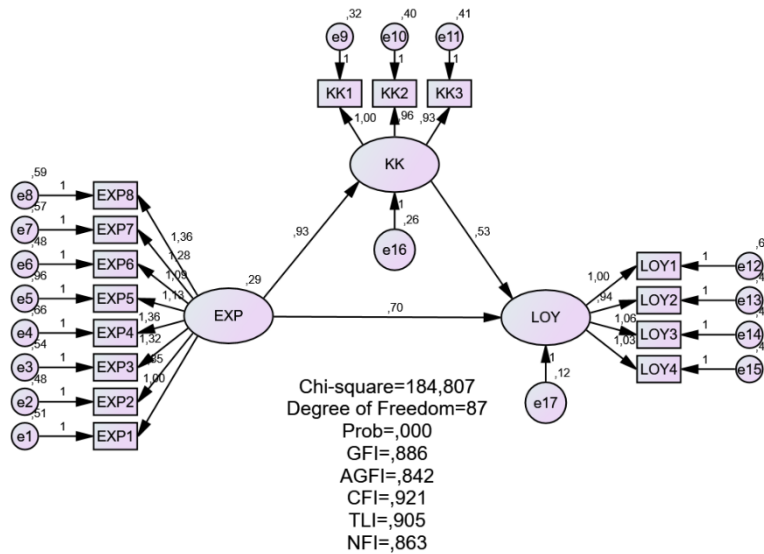 ,32 ,40 ,41
e9 e10 e11
1 1 1
KK1 KK2 KK3
1,00 ,96 ,93
KK
1
,26
e16
,93 ,53
,59
e8 1 EXP8
,57
e7 1 EXP7
,48
e6 1 EXP6
,96
e5 1 EXP5
,66
e4 1 EXP4
,54
e3 1 EXP3
,48
e2 1 EXP2
,51
e1 1 EXP1
1,36
1,28
1,09
1,13
1,36
1,32
1,00
,29
EXP
,70
LOY
1,00 LOY1 1 e12
,94 LOY2 1 e13
1,06 LOY3 1 e14
1,03 LOY4 1 e15
1
,12
e17
Chi-square=184,807
Degree of Freedom=87
Prob=,000
GFI=,886
AGFI=,842
CFI=,921
TLI=,905
NFI=,863